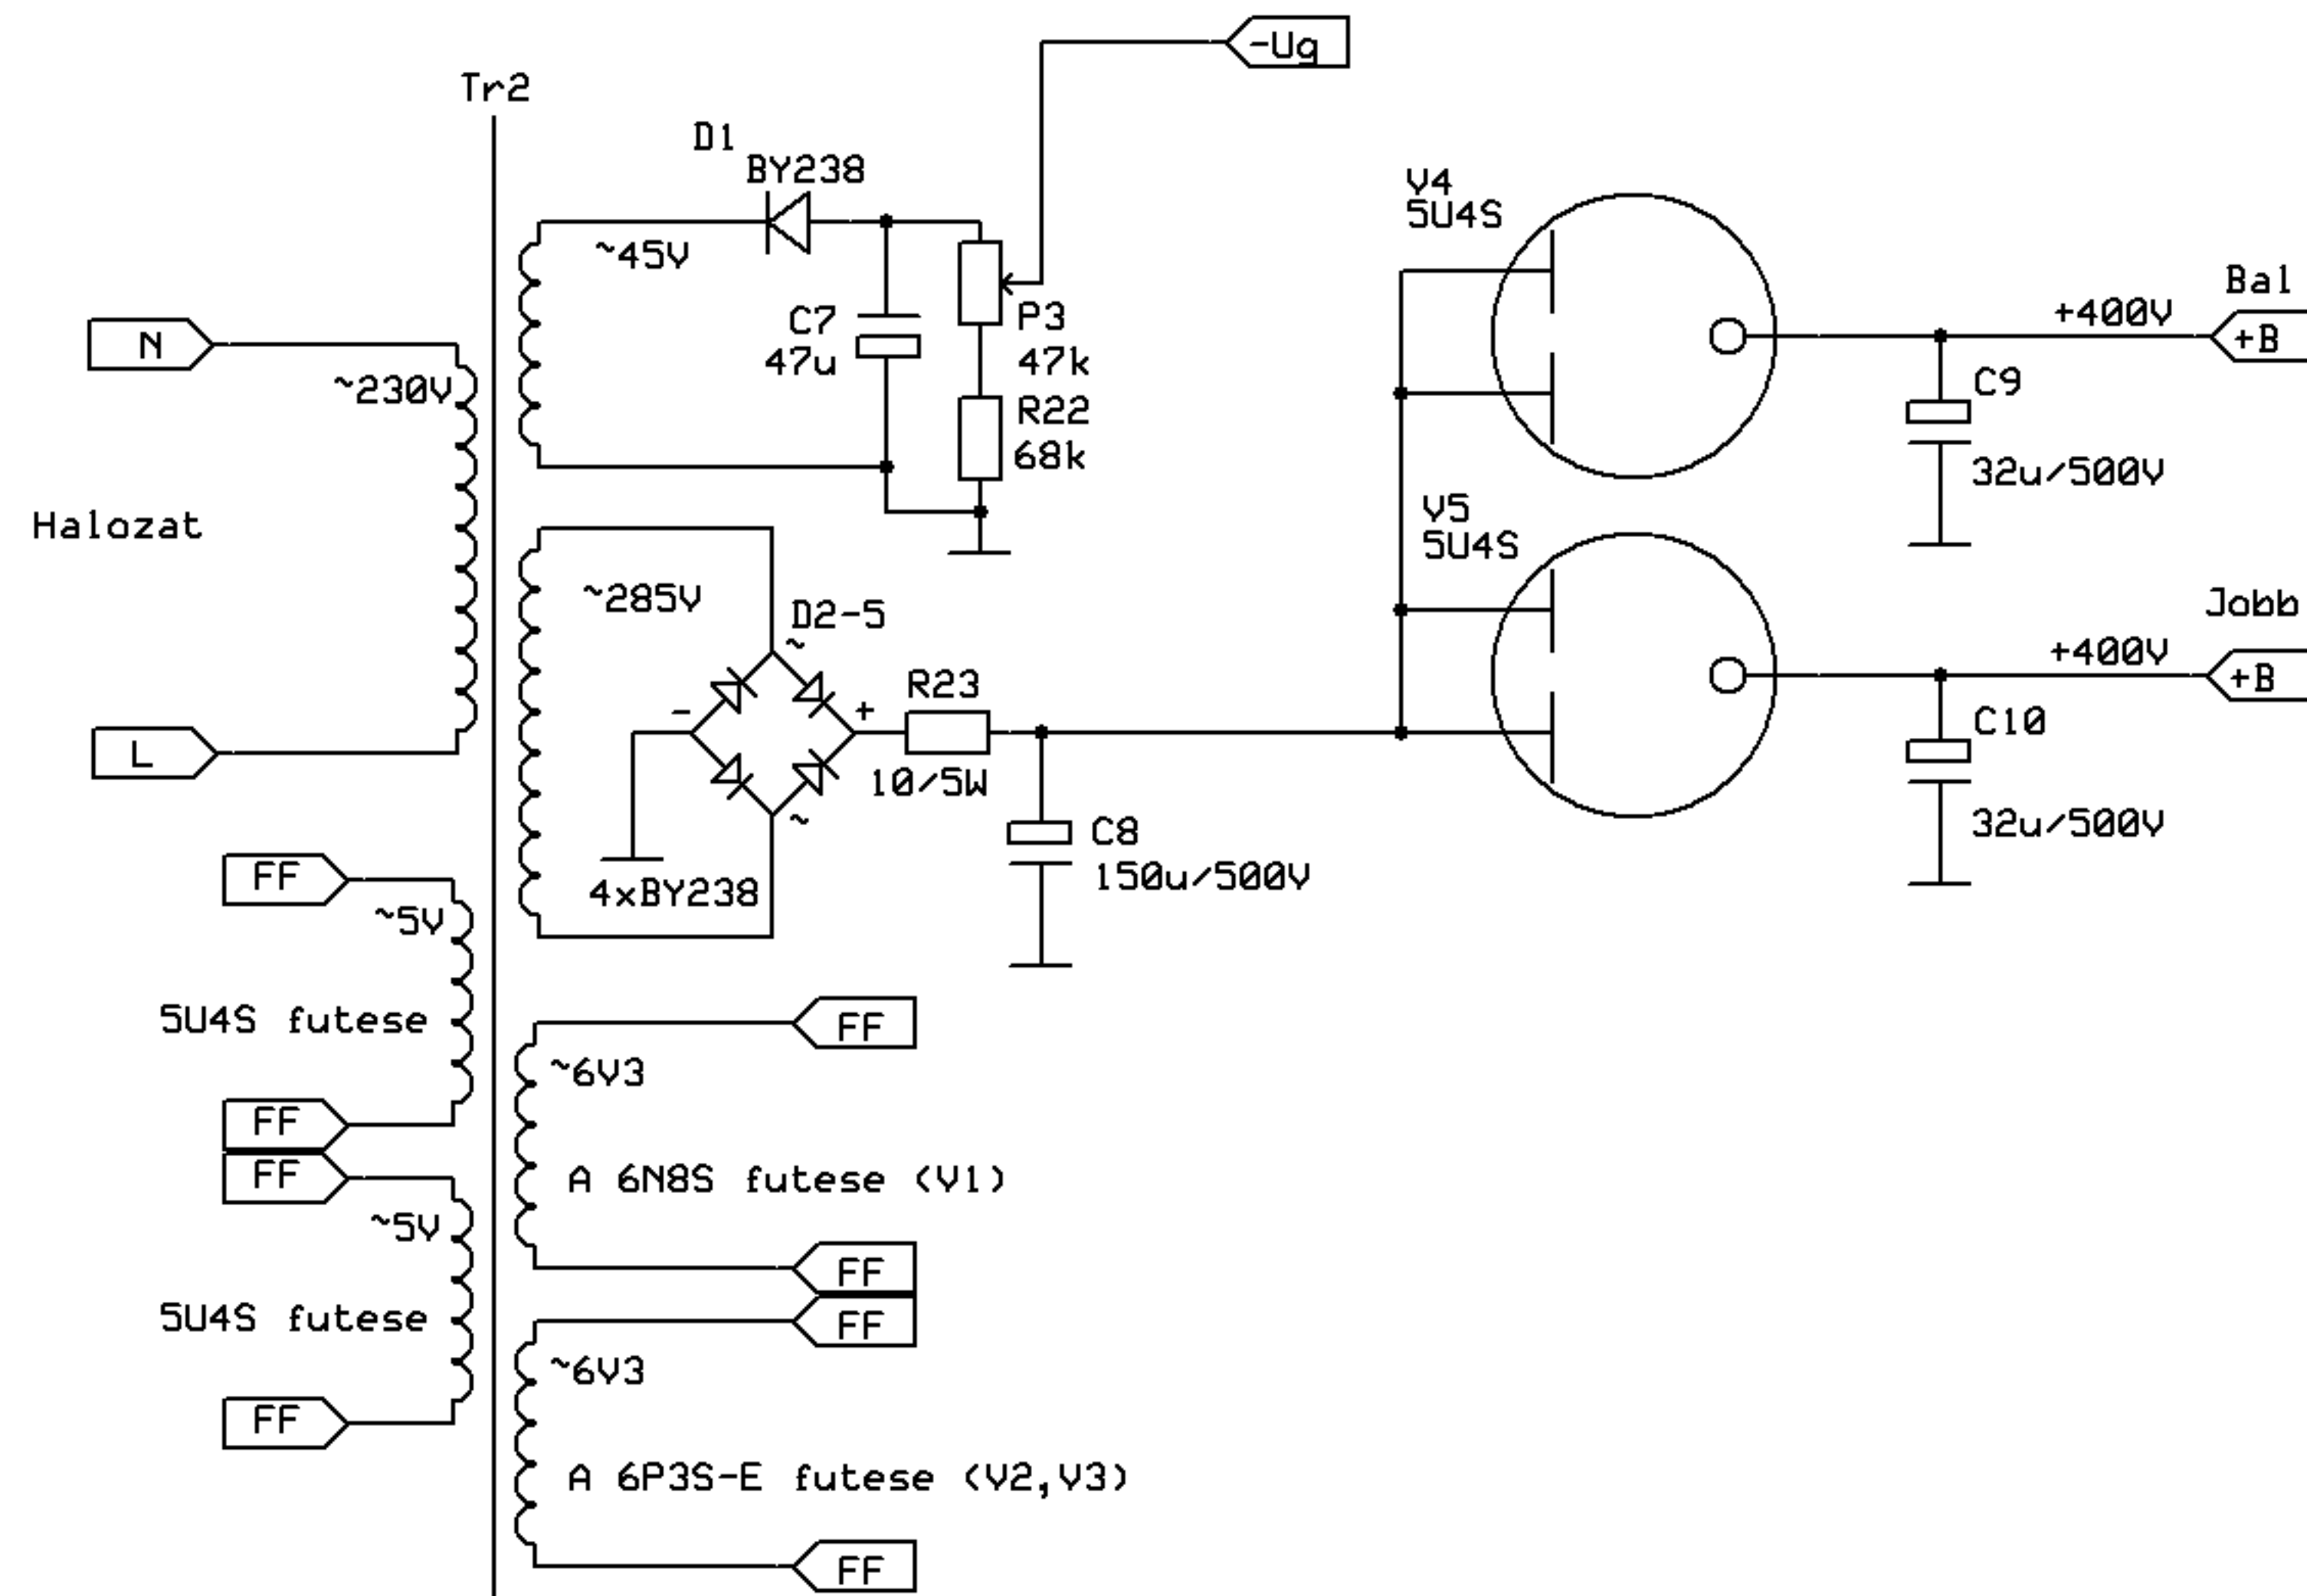 -Ug
Tr2
D1
BY238
~45V
C7
47u
P3
47k
R22
68k
V4
5U4S
Bal
+400V
+B
C9
32u/500V
N
~230V
Halozat
L
V5
5U4S
Jobb
+400V
+B
C10
32u/500V
~285V
D2-5
~
-
+
~
R23
10/5W
4xBY238
C8
150u/500V
FF
~5V
5U4S futese
FF
FF
~5V
5U4S futese
FF
FF
~6V3
A 6N8S futese (V1)
FF
FF
~6V3
A 6P3S-E futese (V2,V3)
FF